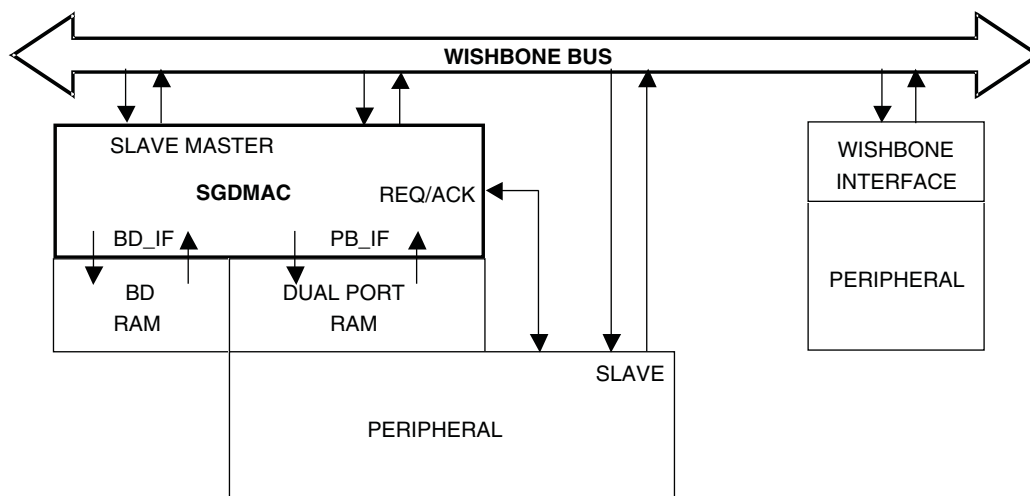 WISHBONE BUS
SLAVE MASTER
SGDMAC
REQ/ACK
BD_IF
PB_IF
BD
RAM
DUAL PORT
RAM
SLAVE
PERIPHERAL
WISHBONE
INTERFACE
PERIPHERAL